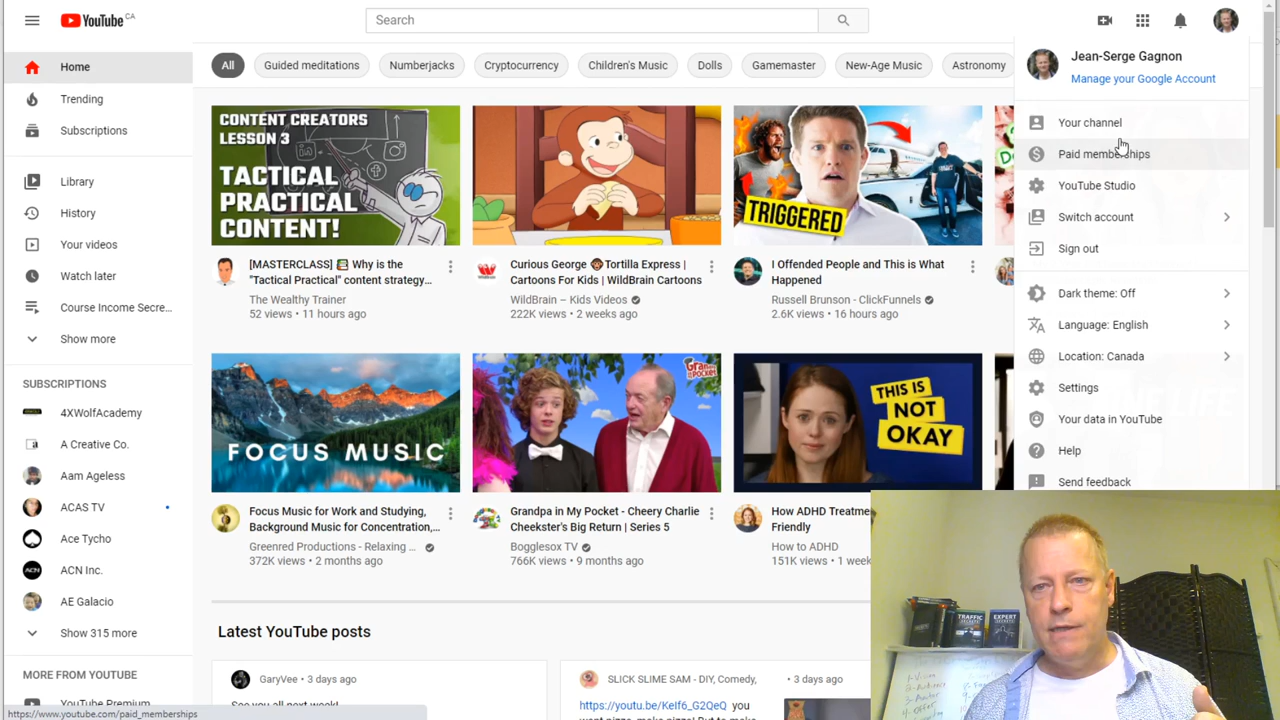 YouTube CA
Search
Home
Trending
Subscriptions
Library
History
Your videos
Watch later
Course Income Secre...
Show more
SUBSCRIPTIONS
4XWolfAcademy
A Creative Co.
Aam Ageless
ACAS TV
Ace Tycho
ACN Inc.
AE Galacio
Show 315 more
MORE FROM YOUTUBE
YouTube Premium
https://www.youtube.com/paid_memberships
All
Guided meditations
Numberjacks
Cryptocurrency
Children's Music
Dolls
Gamemaster
New-Age Music
Astronomy
CONTENT CREATORS
LESSON 3
TACTICAL
PRACTICAL
CONTENT!
[MASTERCLASS] Why is the
"Tactical Practical" content strategy...
The Wealthy Trainer
52 views • 11 hours ago
Curious George Tortilla Express |
Cartoons For Kids | WildBrain Cartoons
WildBrain – Kids Videos
222K views • 2 weeks ago
TRIGGERED
I Offended People and This is What
Happened
Russell Brunson - ClickFunnels
2.6K views • 16 hours ago
FOCUS MUSIC
Focus Music for Work and Studying,
Background Music for Concentration,...
Greenred Productions - Relaxing ...
372K views • 2 months ago
Grandpa in My Pocket - Cheery Charlie
Cheekster's Big Return | Series 5
Bogglesox TV
766K views • 9 months ago
THIS IS
NOT
OKAY
How ADHD Treatme
Friendly
How to ADHD
151K views • 1 week
Latest YouTube posts
GaryVee • 3 days ago
See you all next week!
SLICK SLIME SAM - DIY, Comedy,
• 3 days ago
https://youtu.be/KeIf6_G2QeQ you
Jean-Serge Gagnon
Manage your Google Account
Your channel
Paid memberships
YouTube Studio
Switch account
Sign out
Dark theme: Off
Language: English
Location: Canada
Settings
Your data in YouTube
Help
Send feedback
TRAFFIC
SECRETS
EXPERT
SECRETS